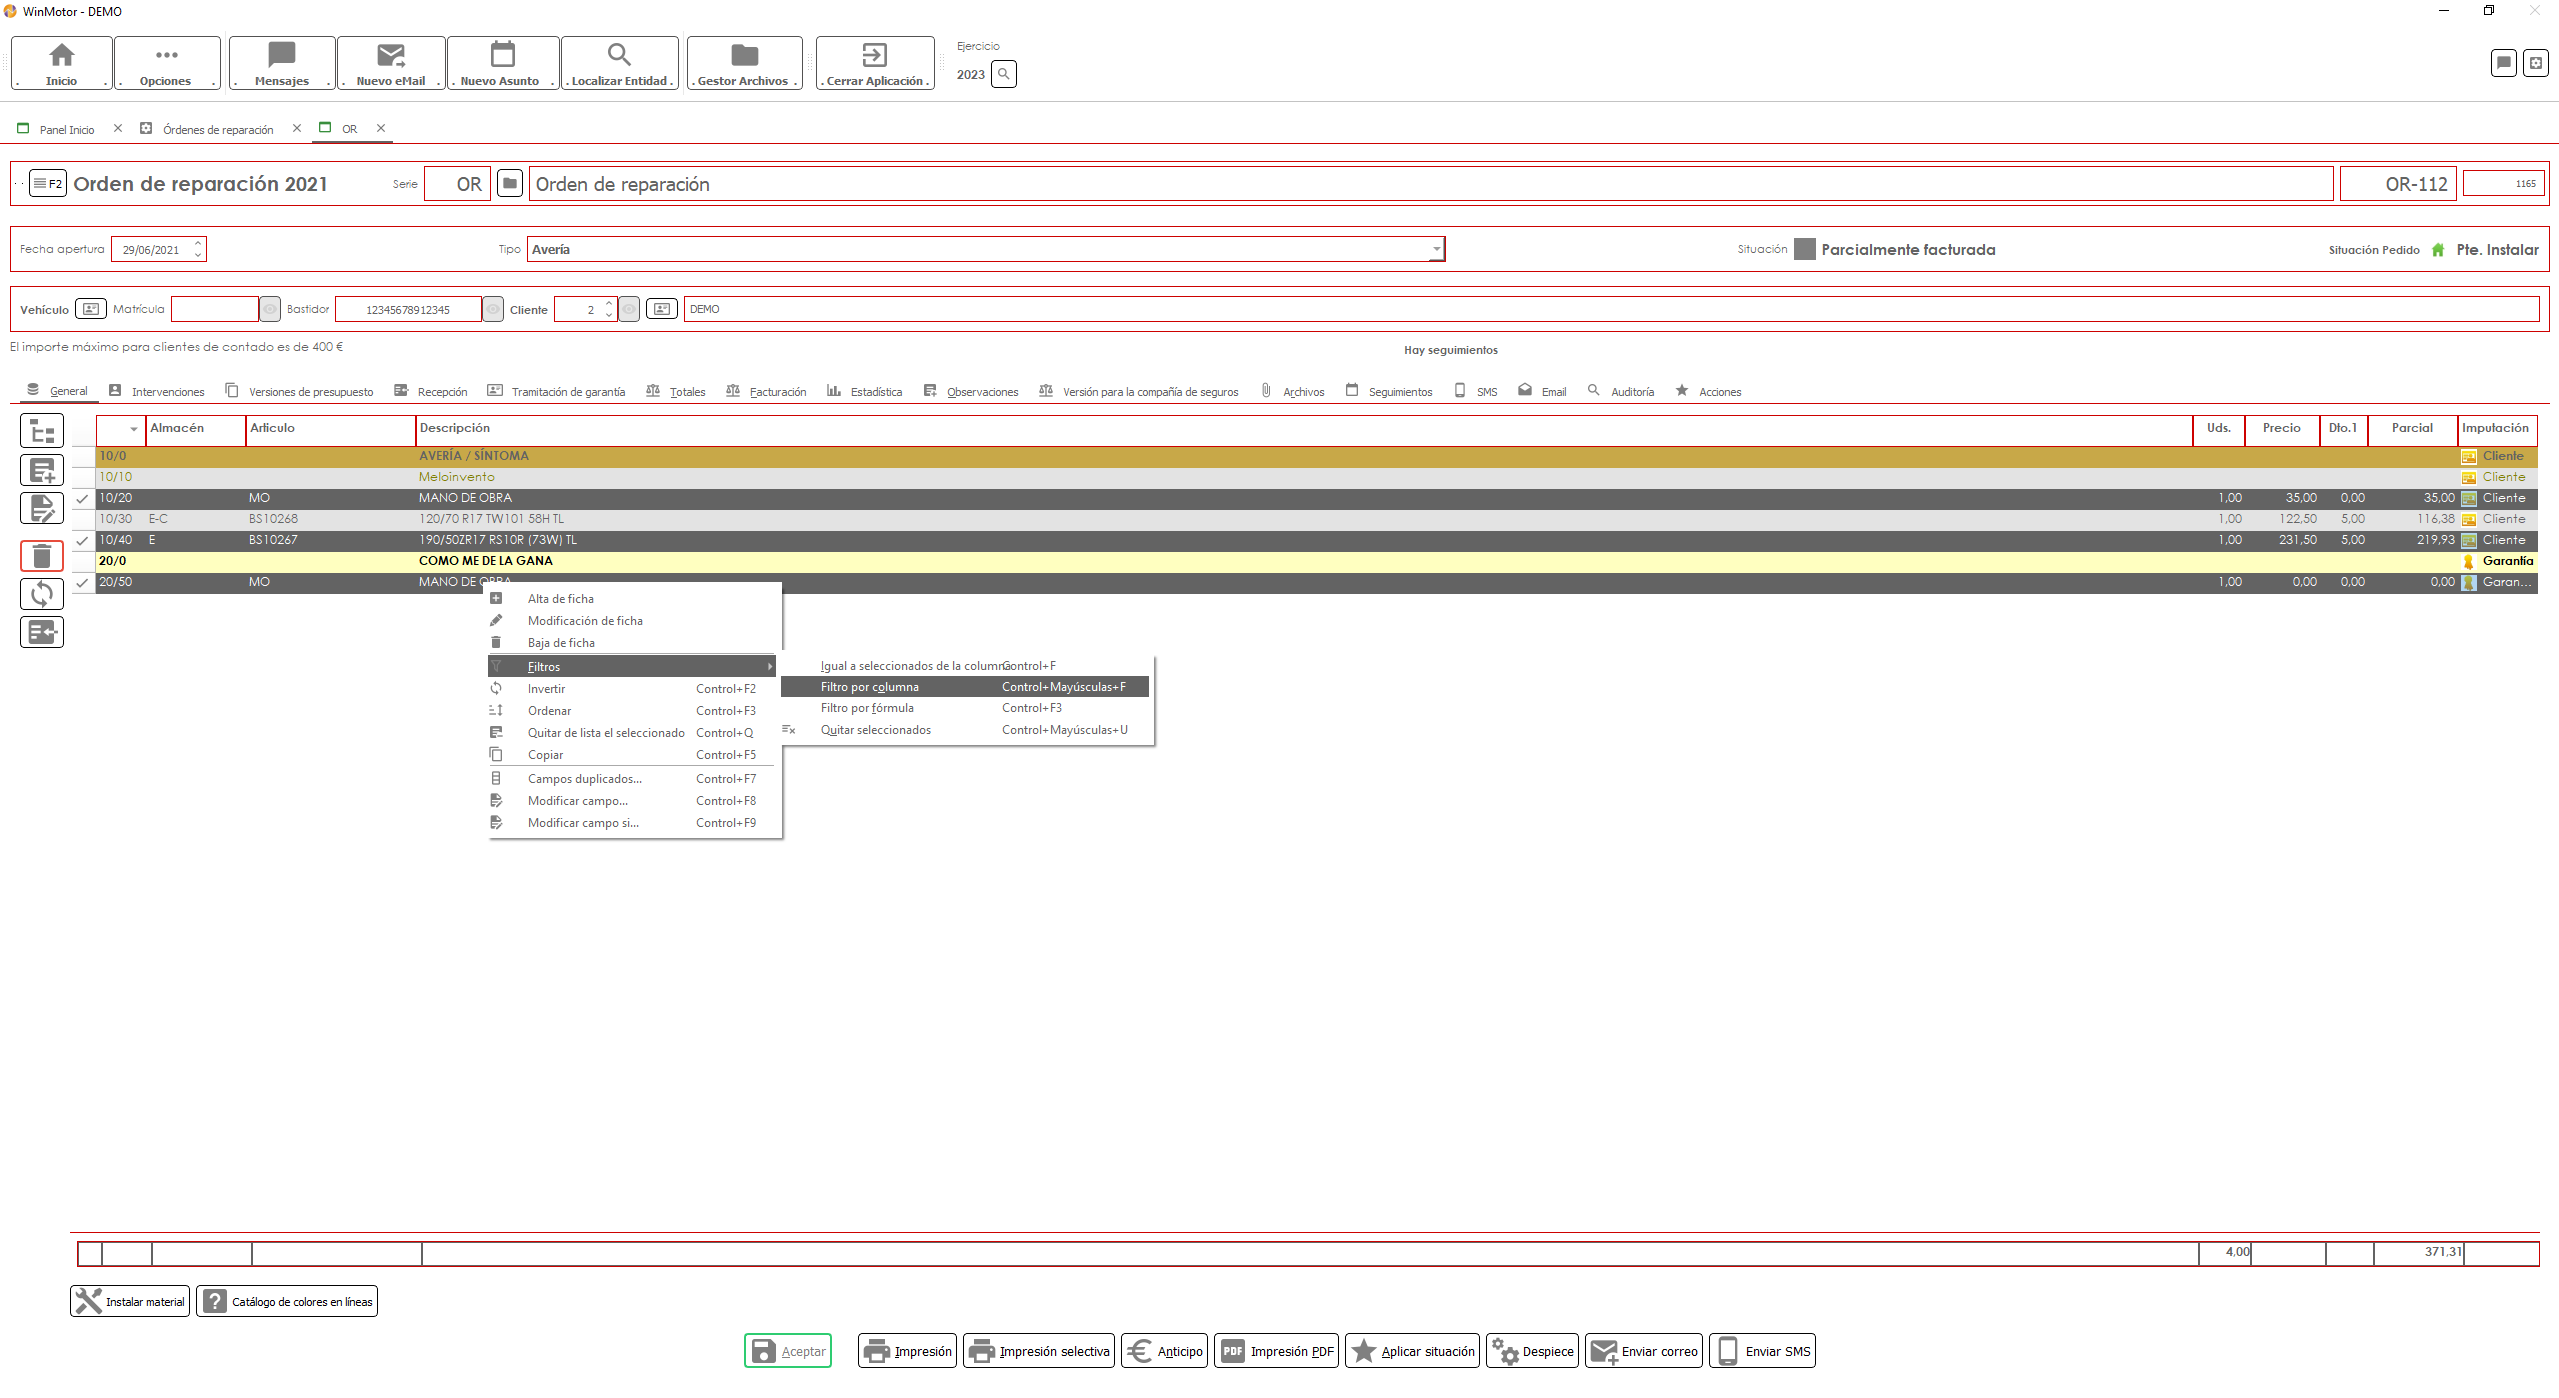 WinMotor - DEMO
Inicio Opciones Mensajes Nuevo eMail Nuevo Asunto Localizar Entidad Gestor Archivos Cerrar Aplicación
Ejercicio
2023
Panel Inicio Órdenes de reparación OR
F2 Orden de reparación 2021 Serie OR Orden de reparación OR-112 1165
Fecha apertura 29/06/2021 Tipo Avería Situación Parcialmente facturada Situación Pedido Pte. Instalar
Vehículo Matrícula Bastidor 12345678912345 Cliente 2 DEMO
El importe máximo para clientes de contado es de 400 €
Hay seguimientos
General Intervenciones Versiones de presupuesto Recepción Tramitación de garantía Totales Facturación Estadística Observaciones Versión para la compañía de seguros Archivos Seguimientos SMS Email Auditoría Acciones
Almacén Artículo Descripción Uds. Precio Dto.1 Parcial Imputación
10/0 AVERÍA / SÍNTOMA Cliente
10/10 Meloinvento Cliente
10/20 MO MANO DE OBRA 1,00 35,00 0,00 35,00 Cliente
10/30 E-C BS10268 120/70 R17 TW101 58H TL 1,00 122,50 5,00 116,38 Cliente
10/40 E BS10267 190/50ZR17 RS10R (73W) TL 1,00 231,50 5,00 219,93 Cliente
20/0 COMO ME DE LA GANA Garantía
20/50 MO MANO DE OBRA 1,00 0,00 0,00 0,00 Garan...
Alta de ficha
Modificación de ficha
Baja de ficha
Filtros
Invertir Control+F2
Ordenar Control+F3
Quitar de lista el seleccionado Control+Q
Copiar Control+F5
Campos duplicados... Control+F7
Modificar campo... Control+F8
Modificar campo si... Control+F9
Igual a seleccionados de la columna Control+F
Filtro por columna Control+Mayúsculas+F
Filtro por fórmula Control+F3
Quitar seleccionados Control+Mayúsculas+U
4,00 371,31
Instalar material Catálogo de colores en líneas
Aceptar Impresión Impresión selectiva Anticipo PDF Impresión PDF Aplicar situación Despiece Enviar correo Enviar SMS